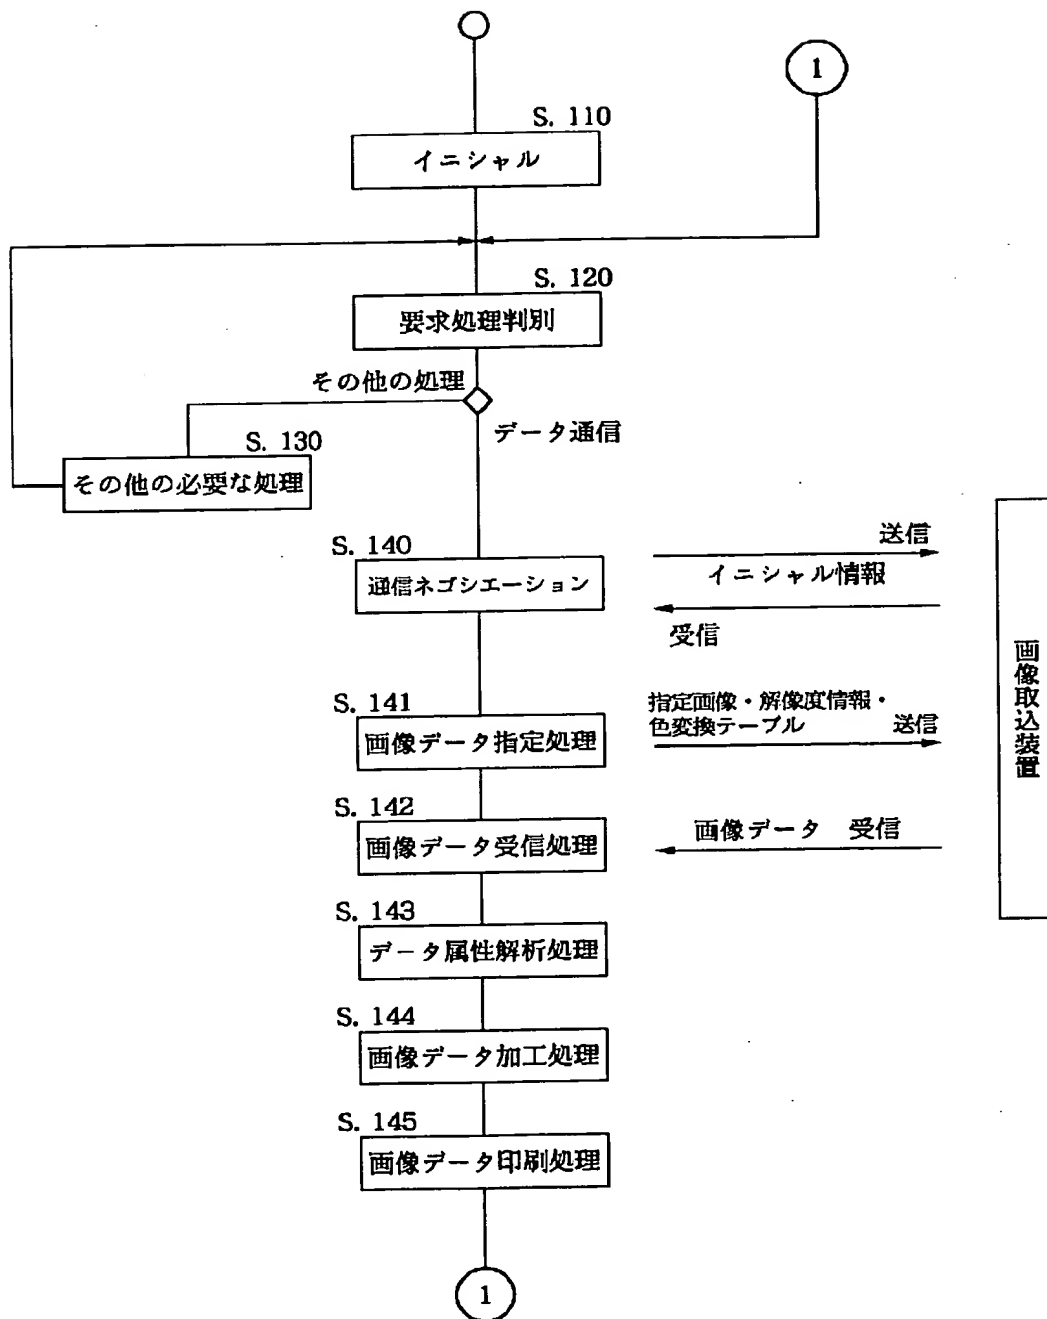 1
S. 110
イニシャル
S. 120
要求処理判別
その他の処理
データ通信
S. 130
その他の必要な処理
S. 140
通信ネゴシエーション
送信
イニシャル情報
受信
S. 141
画像データ指定処理
指定画像・解像度情報・
色変換テーブル 送信
S. 142
画像データ受信処理
画像データ 受信
画像取込装置
S. 143
データ属性解析処理
S. 144
画像データ加工処理
S. 145
画像データ印刷処理
1